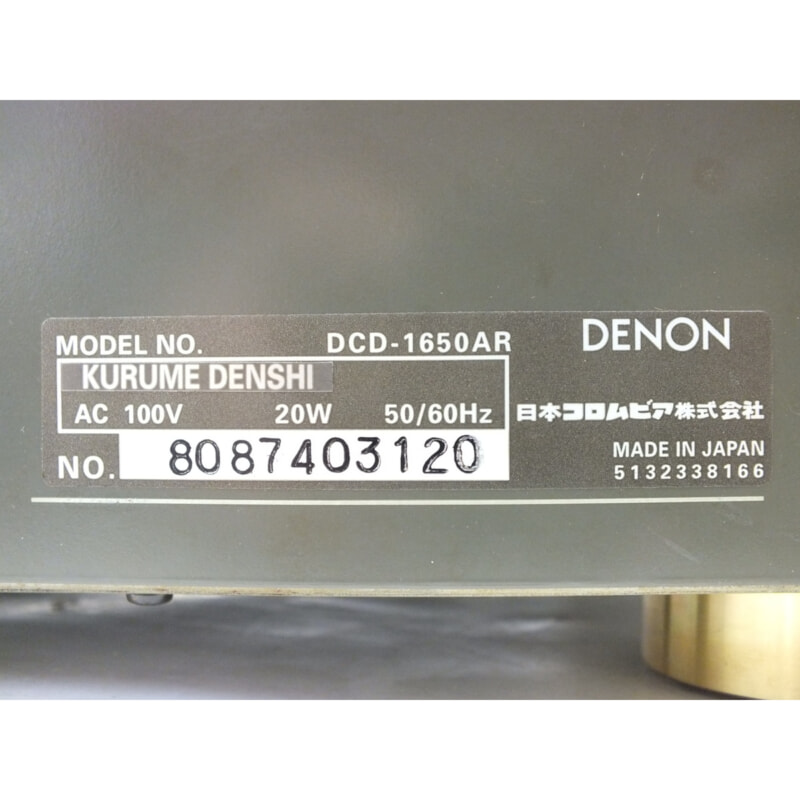 MODEL NO. DCD-1650AR
KURUME DENSHI
AC 100V 20W 50/60Hz
NO. 8087403120
DENON
日本コロムビア株式会社
MADE IN JAPAN
5132338166